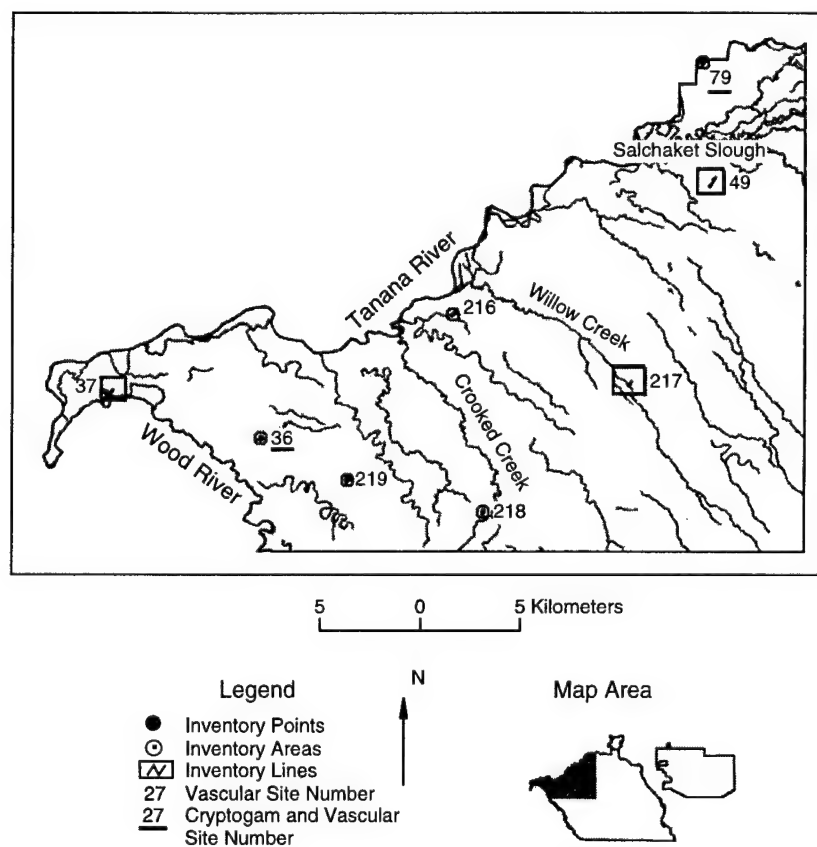 79
Salchaket Slough
49
Tanana River
216
Willow Creek
217
37
Crooked Creek
36
Wood River
219
218
5 0 5 Kilometers
Legend
N
Map Area
Inventory Points
Inventory Areas
Inventory Lines
27 Vascular Site Number
27 Cryptogam and Vascular
Site Number